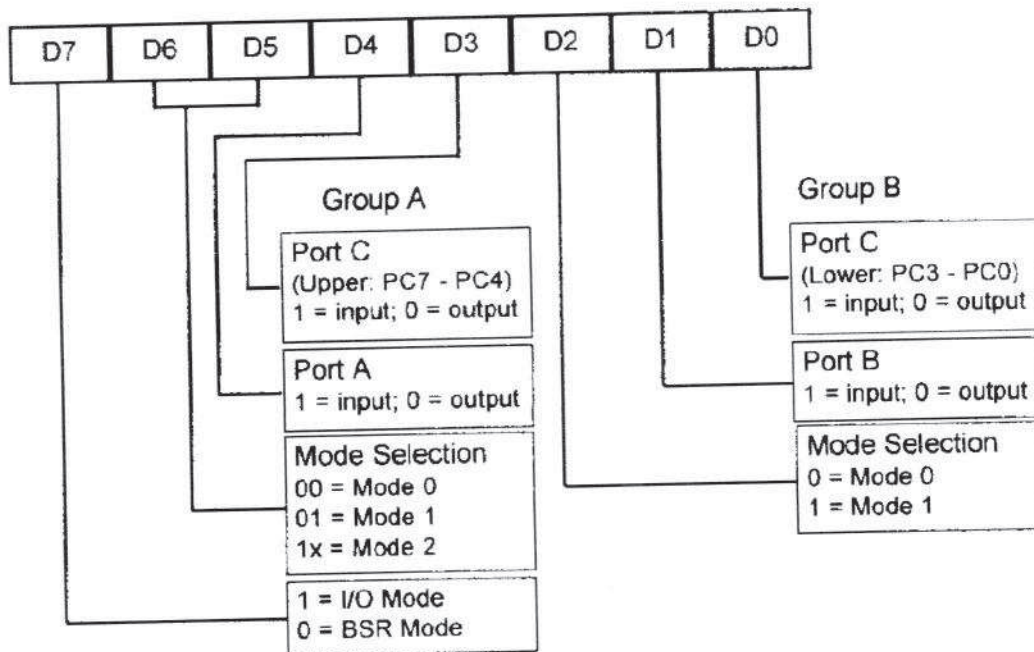 D7 D6 D5 D4 D3 D2 D1 D0
Group A
Port C
(Upper: PC7 - PC4)
1 = input; 0 = output
Port A
1 = input; 0 = output
Mode Selection
00 = Mode 0
01 = Mode 1
1x = Mode 2
1 = I/O Mode
0 = BSR Mode
Group B
Port C
(Lower: PC3 - PC0)
1 = input; 0 = output
Port B
1 = input; 0 = output
Mode Selection
0 = Mode 0
1 = Mode 1